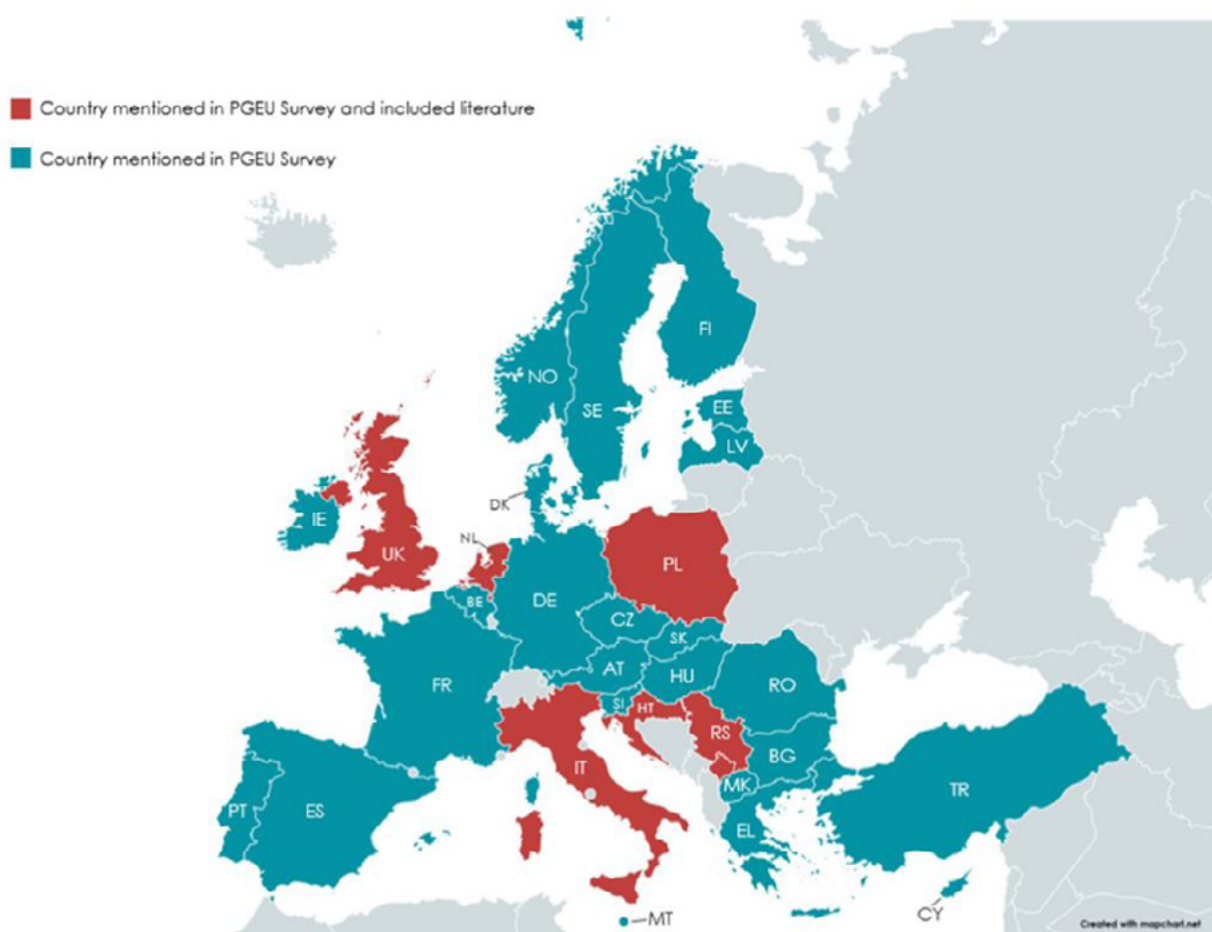 Country mentioned in PGEU Survey and included literature
Country mentioned in PGEU Survey
FI
NO
SE
EE
LV
DK
IE
NL
UK
PL
BE
DE
CZ
SK
AT
HU
FR
RO
SI
HT
RS
IT
BG
MK
PT
ES
TR
EL
CY
MT
Created with mapchart.net